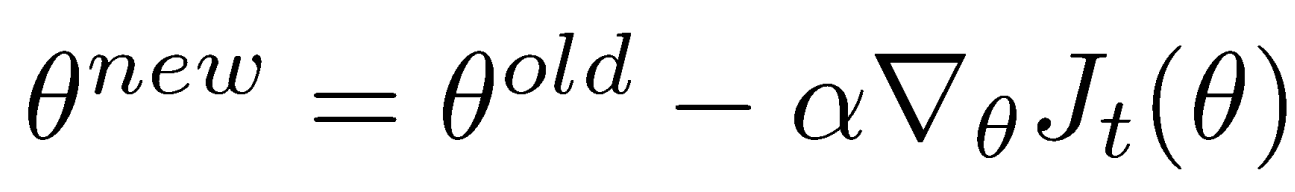 θ^{new} = θ^{old} − α∇_θ J_t(θ)